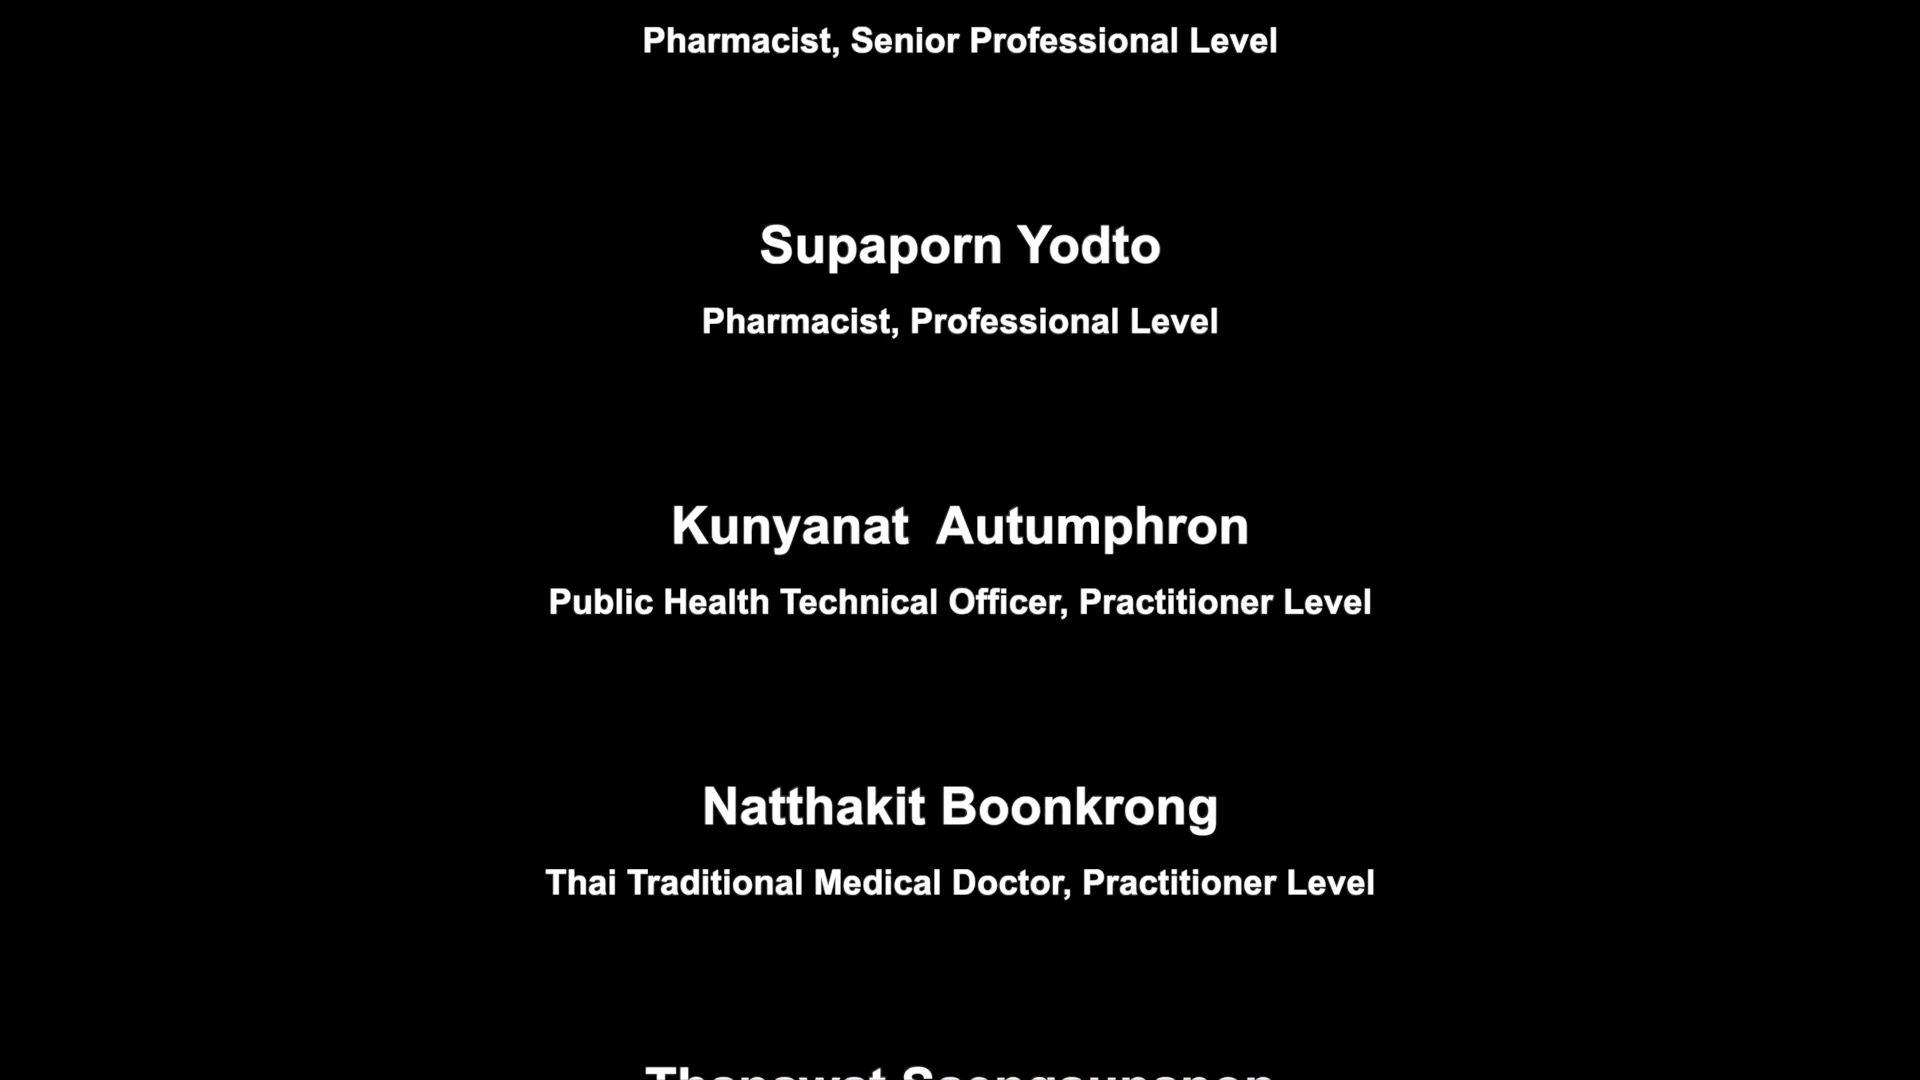 Pharmacist, Senior Professional Level
Supaporn Yodto
Pharmacist, Professional Level
Kunyanat  Autumphron
Public Health Technical Officer, Practitioner Level
Natthakit Boonkrong
Thai Traditional Medical Doctor, Practitioner Level